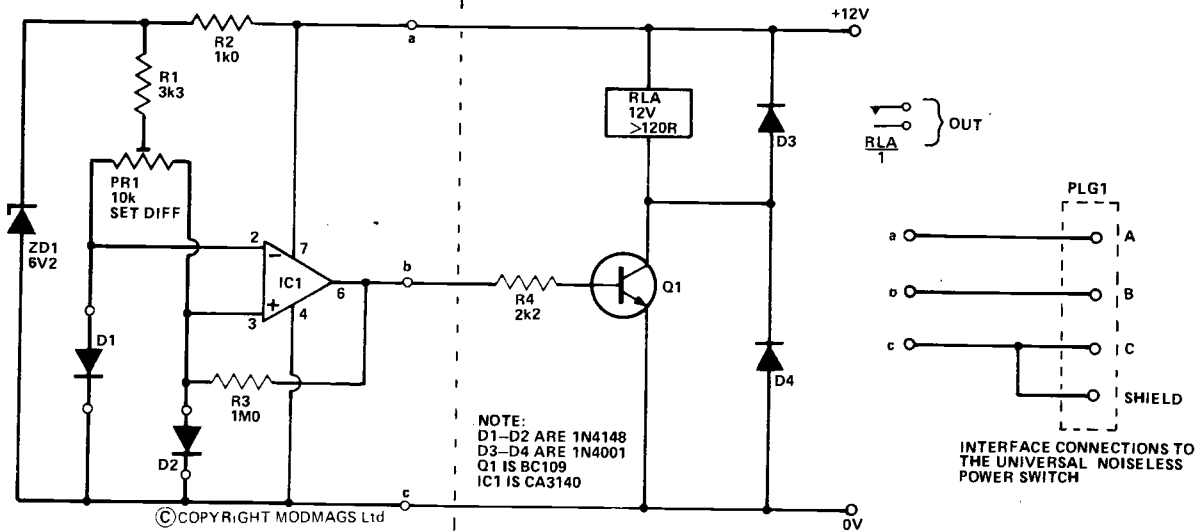 R2
1k0
R1
3k3
PR1
10k
SET DIFF
ZD1
6V2
2
7
IC1
6
3
4
D1
R3
1M0
D2
a
b
c
©COPYRIGHT MODMAGS Ltd
+12V
RLA
12V
>120R
D3
R4
2k2
Q1
D4
NOTE:
D1–D2 ARE 1N4148
D3–D4 ARE 1N4001
Q1 IS BC109
IC1 IS CA3140
0V
RLA
1
OUT
PLG1
a
A
b
B
c
C
SHIELD
INTERFACE CONNECTIONS TO
THE UNIVERSAL NOISELESS
POWER SWITCH